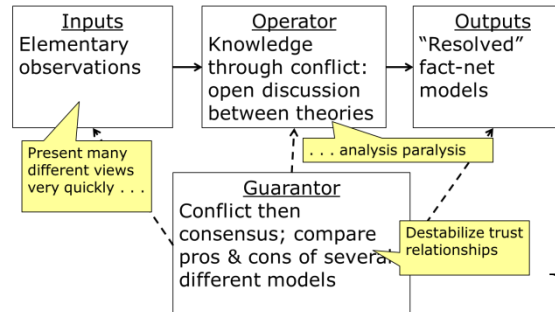 Inputs
Elementary
observations
Operator
Knowledge
through conflict:
open discussion
between theories
Outputs
“Resolved”
fact-net
models
Present many
different views
very quickly . . .
. . . analysis paralysis
Guarantor
Conflict then
consensus; compare
pros & cons of several
different models
Destabilize trust
relationships